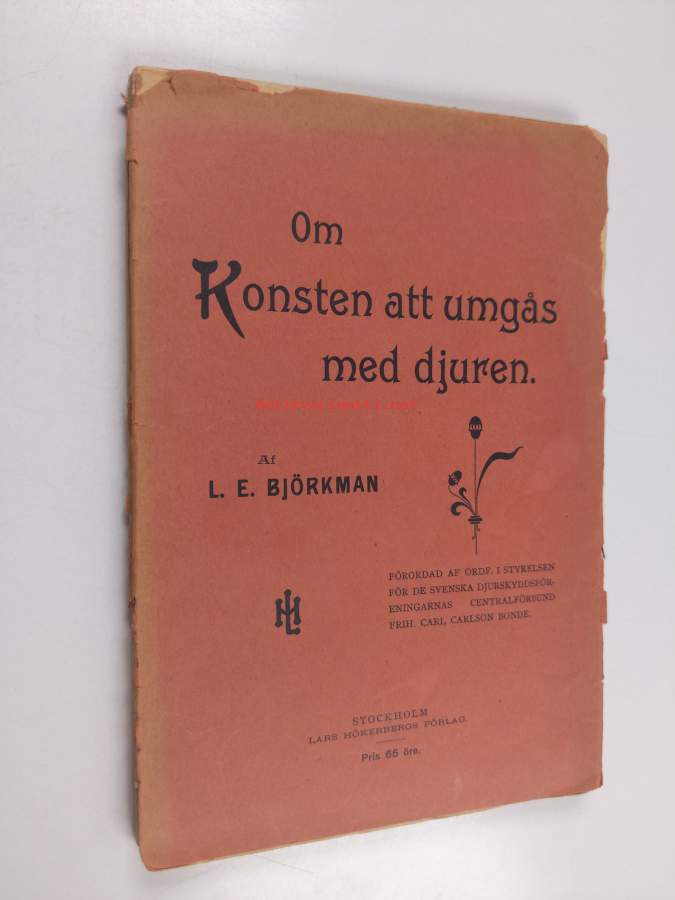 Om
Konsten att umgås
med djuren.
Af
L. E. BJÖRKMAN
FÖRORDAD AF ORDF. I STYRELSEN
FÖR DE SVENSKA DJURSKYDDSFÖR-
ENINGARNAS CENTRALFÖRBUND
FRIH. CARL CARLSON BONDE.
STOCKHOLM
LARS HÖKERBERGS FÖRLAG.
Pris 65 öre.